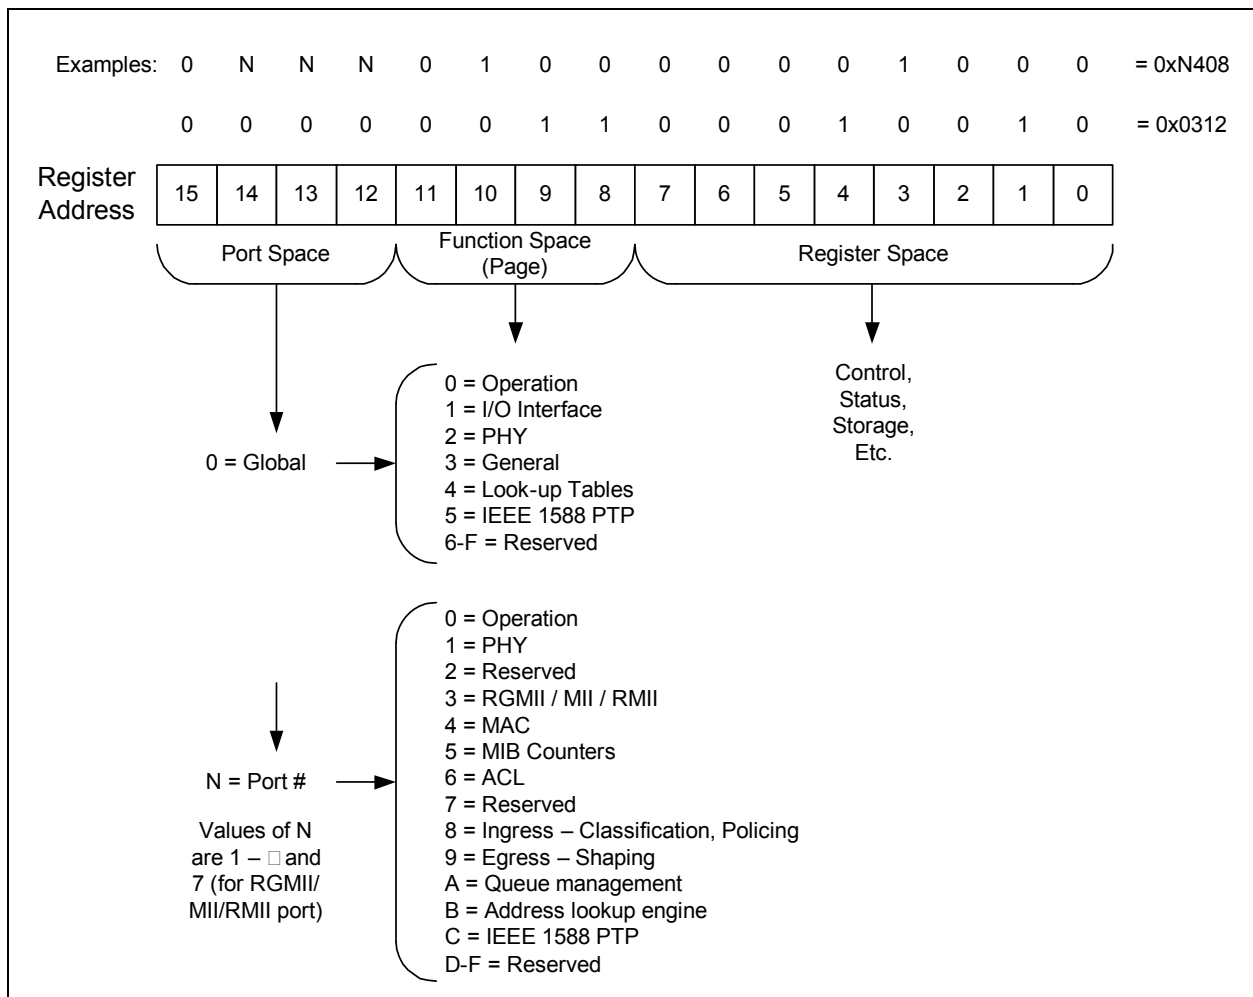 Examples: 0 N N N 0 1 0 0 0 0 0 0 1 0 0 0 = 0xN408
0 0 0 0 0 0 1 1 0 0 0 1 0 0 1 0 = 0x0312
Register Address
15 14 13 12 11 10 9 8 7 6 5 4 3 2 1 0
Port Space
Function Space
(Page)
Register Space
0 = Global
0 = Operation
1 = I/O Interface
2 = PHY
3 = General
4 = Look-up Tables
5 = IEEE 1588 PTP
6-F = Reserved
Control,
Status,
Storage,
Etc.
N = Port #
Values of N
are 1 – □ and
7 (for RGMII/
MII/RMII port)
0 = Operation
1 = PHY
2 = Reserved
3 = RGMII / MII / RMII
4 = MAC
5 = MIB Counters
6 = ACL
7 = Reserved
8 = Ingress – Classification, Policing
9 = Egress – Shaping
A = Queue management
B = Address lookup engine
C = IEEE 1588 PTP
D-F = Reserved